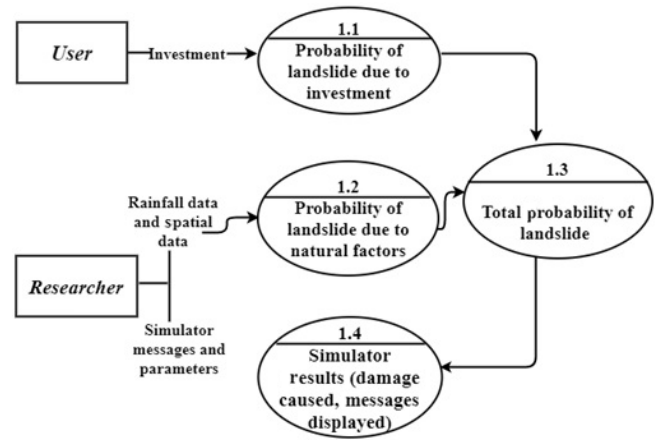 User
Investment
1.1
Probability of
landslide due to
investment
1.2
Probability of
landslide due to
natural factors
1.3
Total probability of
landslide
Rainfall data
and spatial
data
Researcher
Simulator
messages and
parameters
1.4
Simulator
results (damage
caused, messages
displayed)